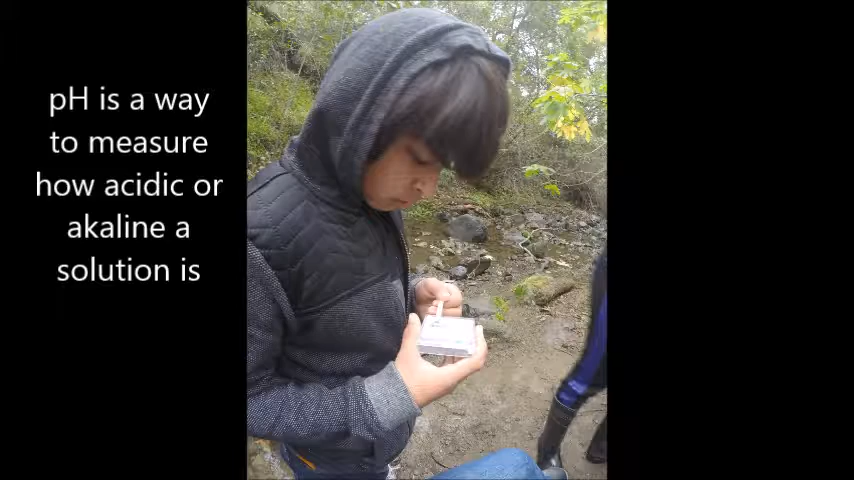 pH is a way
to measure
how acidic or
akaline a
solution is